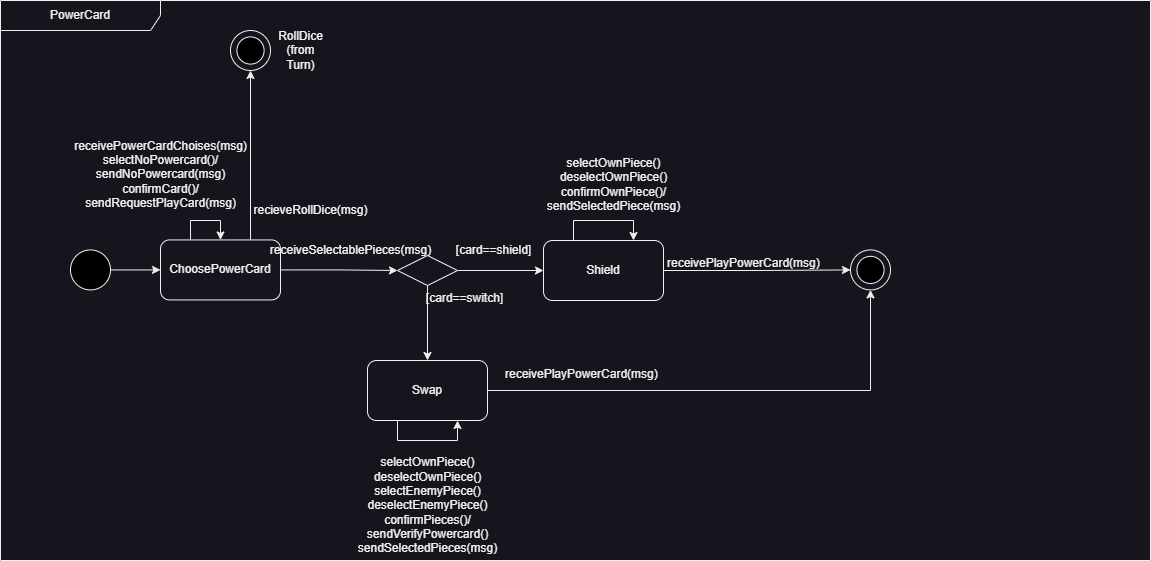 PowerCard
RollDice
(from
Turn)
receivePowerCardChoises(msg)
selectNoPowercard()/
sendNoPowercard(msg)
confirmCard()/
sendRequestPlayCard(msg)
recieveRollDice(msg)
selectOwnPiece()
deselectOwnPiece()
confirmOwnPiece()/
sendSelectedPiece(msg)
ChoosePowerCard
receiveSelectablePieces(msg)
[card==shield]
Shield
receivePlayPowerCard(msg)
[card==switch]
Swap
receivePlayPowerCard(msg)
selectOwnPiece()
deselectOwnPiece()
selectEnemyPiece()
deselectEnemyPiece()
confirmPieces()/
sendVerifyPowercard()
sendSelectedPieces(msg)